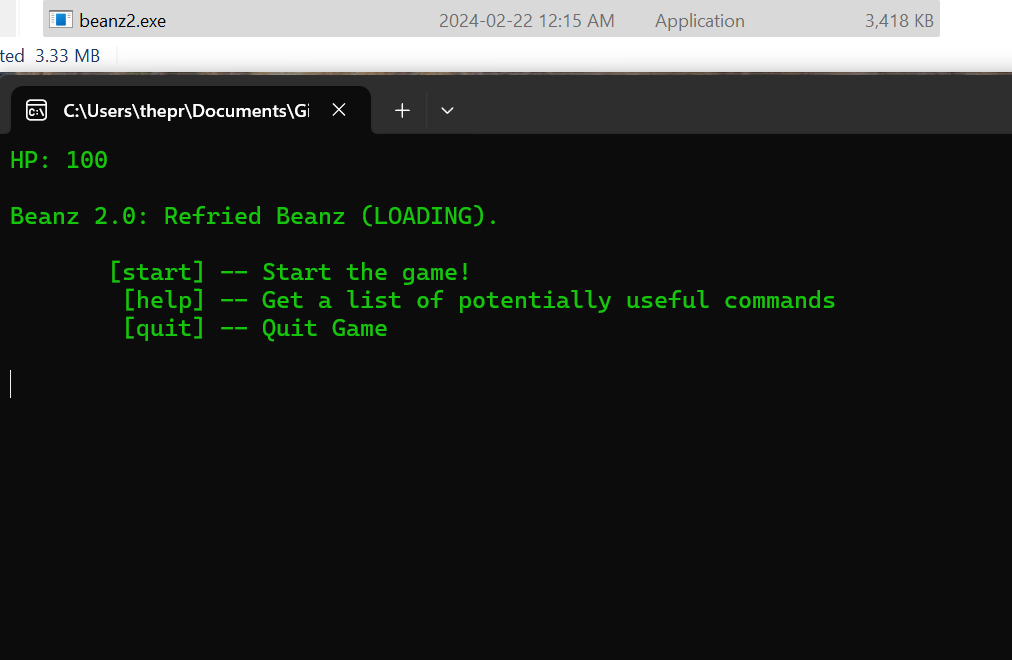 beanz2.exe 2024-02-22 12:15 AM Application 3,418 KB
ted 3.33 MB
C:\Users\thepr\Documents\Gi
HP: 100
Beanz 2.0: Refried Beanz (LOADING).
[start] -- Start the game!
[help] -- Get a list of potentially useful commands
[quit] -- Quit Game